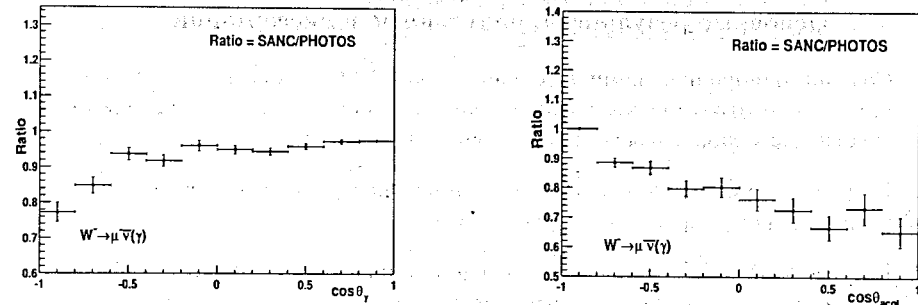 Ratio = SANC/PHOTOS
Ratio
1.3
1.2
1.1
1
0.9
0.8
0.7
0.6
W⁻→μ⁻ν̄(γ)
-1 -0.5 0 0.5 1
cosθγ
Ratio = SANC/PHOTOS
Ratio
1.4
1.3
1.2
1.1
1
0.9
0.8
0.7
0.6
0.5
W⁻→μ⁻ν̄(γ)
-1 -0.5 0 0.5 1
cosθacol